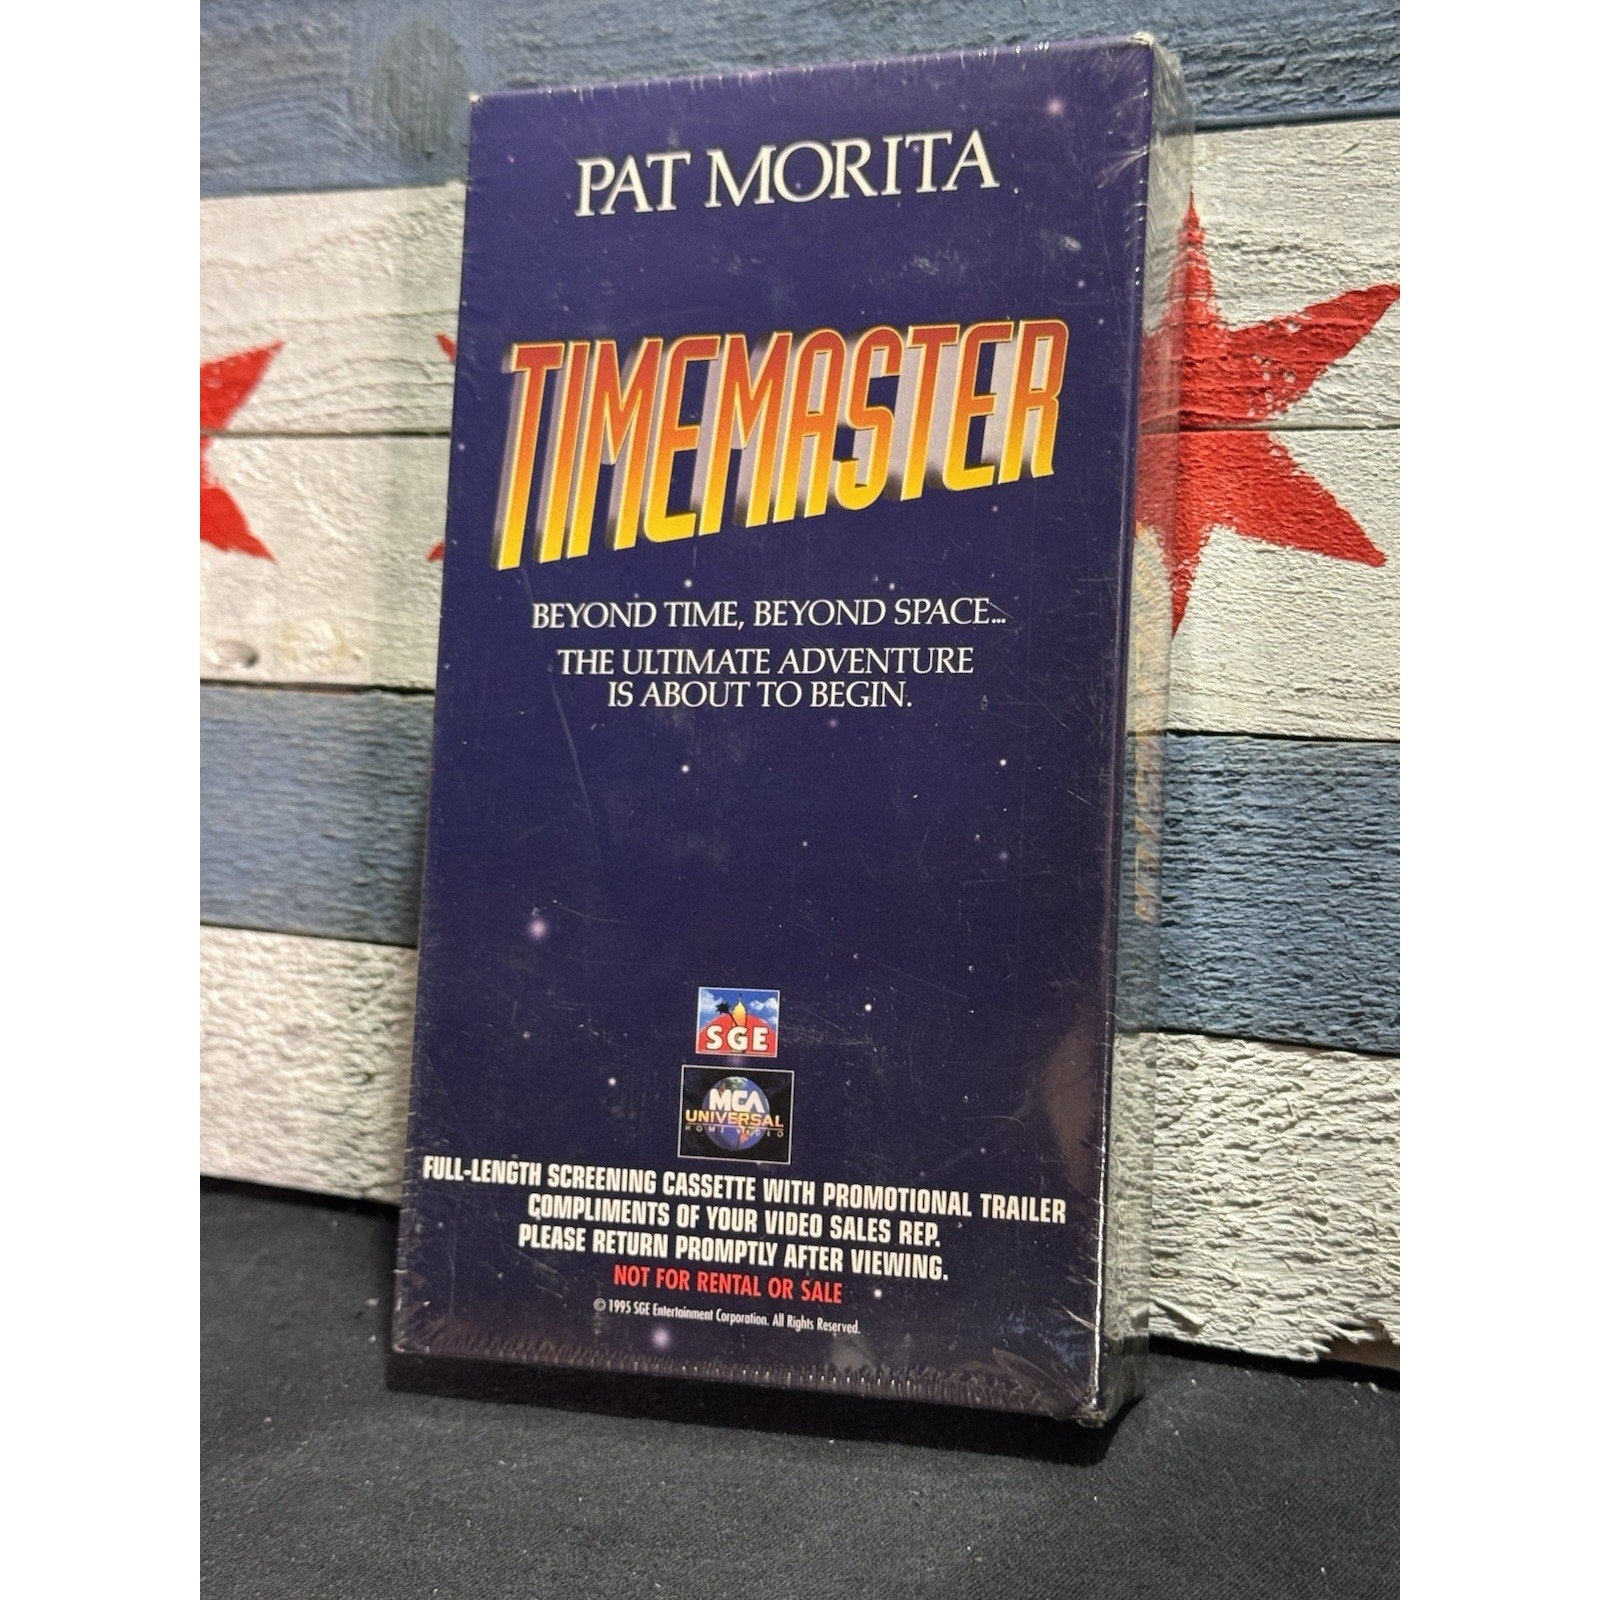 PAT MORITA
TIMEMASTER
BEYOND TIME, BEYOND SPACE...
THE ULTIMATE ADVENTURE
IS ABOUT TO BEGIN.
SGE
MCA
UNIVERSAL
HOME VIDEO
FULL-LENGTH SCREENING CASSETTE WITH PROMOTIONAL TRAILER
COMPLIMENTS OF YOUR VIDEO SALES REP.
PLEASE RETURN PROMPTLY AFTER VIEWING.
NOT FOR RENTAL OR SALE
© 1995 SGE Entertainment Corporation. All Rights Reserved.